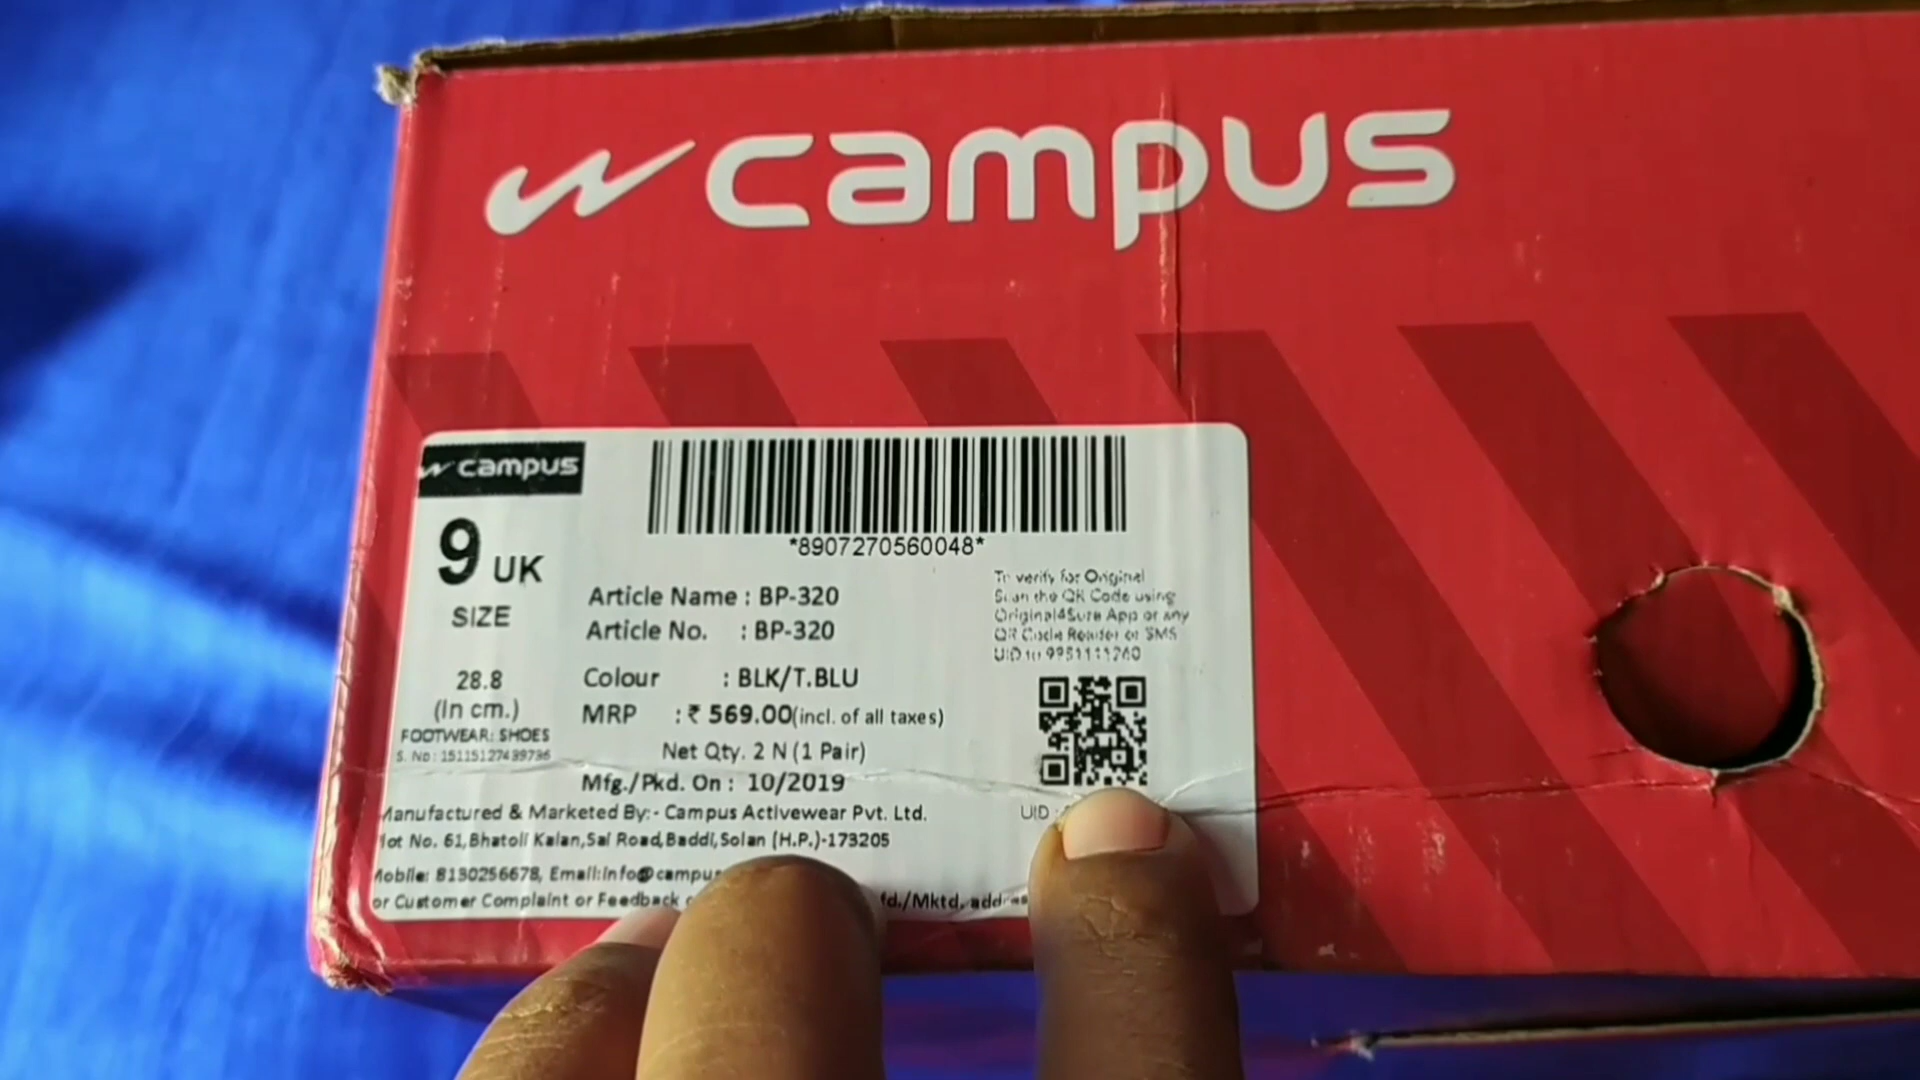 campus
campus
*8907270560048*
9 UK
SIZE
28.8
(In cm.)
FOOTWEAR: SHOES
S. No: 15115127499796
Article Name : BP-320
Article No. : BP-320
Colour : BLK/T.BLU
MRP : ₹ 569.00(incl. of all taxes)
Net Qty. 2 N (1 Pair)
Mfg./Pkd. On : 10/2019
To verify for Original
Scan the QR Code using
Original4Sure App or any
QR Code Reader or SMS
UID to
UID :
Manufactured & Marketed By:- Campus Activewear Pvt. Ltd.
No. 61,Bhatoli Kalan,Sai Road,Baddi,Solan (H.P.)-173205
Mobile: 8130256678, Email:info@campus
or Customer Complaint or Feedback